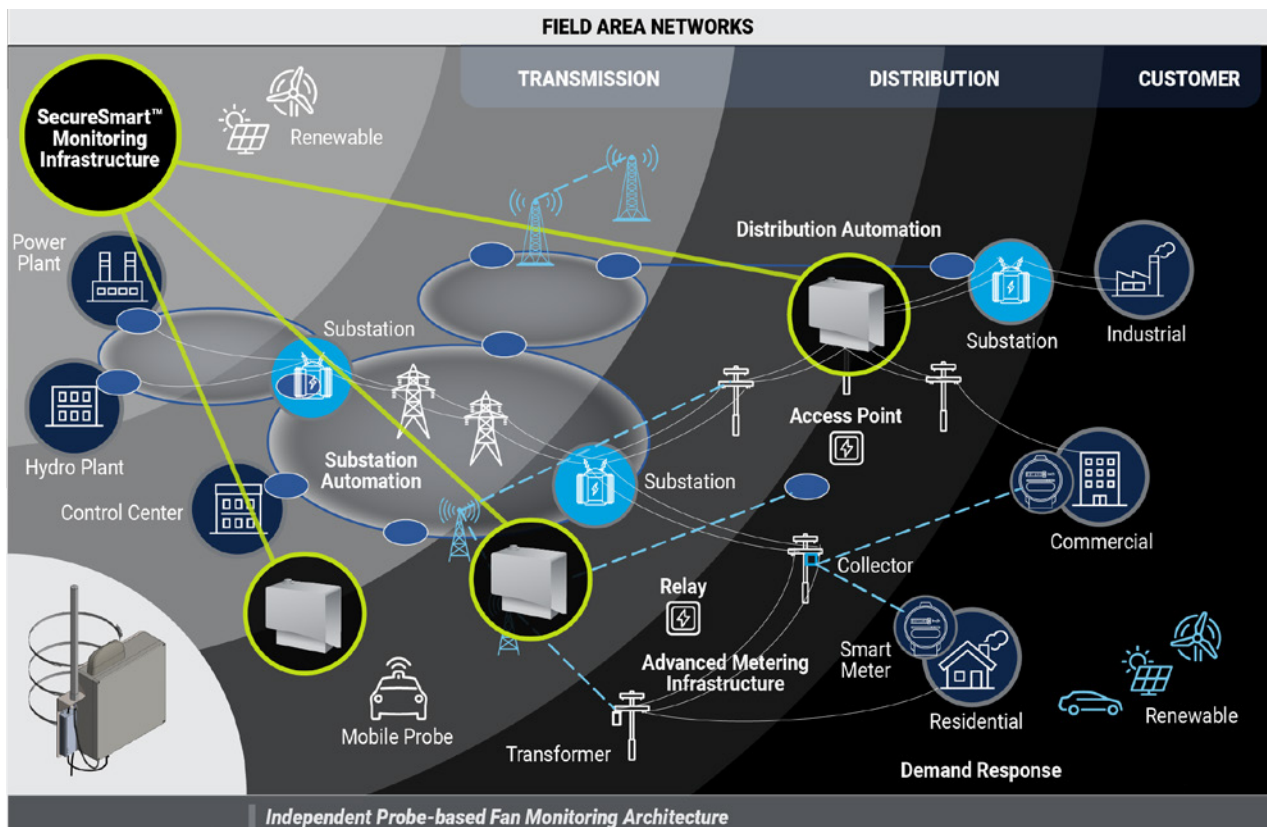 FIELD AREA NETWORKS
TRANSMISSION
DISTRIBUTION
CUSTOMER
SecureSmart™
Monitoring
Infrastructure
Renewable
Power
Plant
Distribution Automation
Substation
Substation
Industrial
Hydro Plant
Access Point
Substation
Automation
Substation
Control Center
Commercial
Collector
Relay
Smart
Meter
Advanced Metering
Infrastructure
Mobile Probe
Transformer
Residential
Renewable
Demand Response
Independent Probe-based Fan Monitoring Architecture